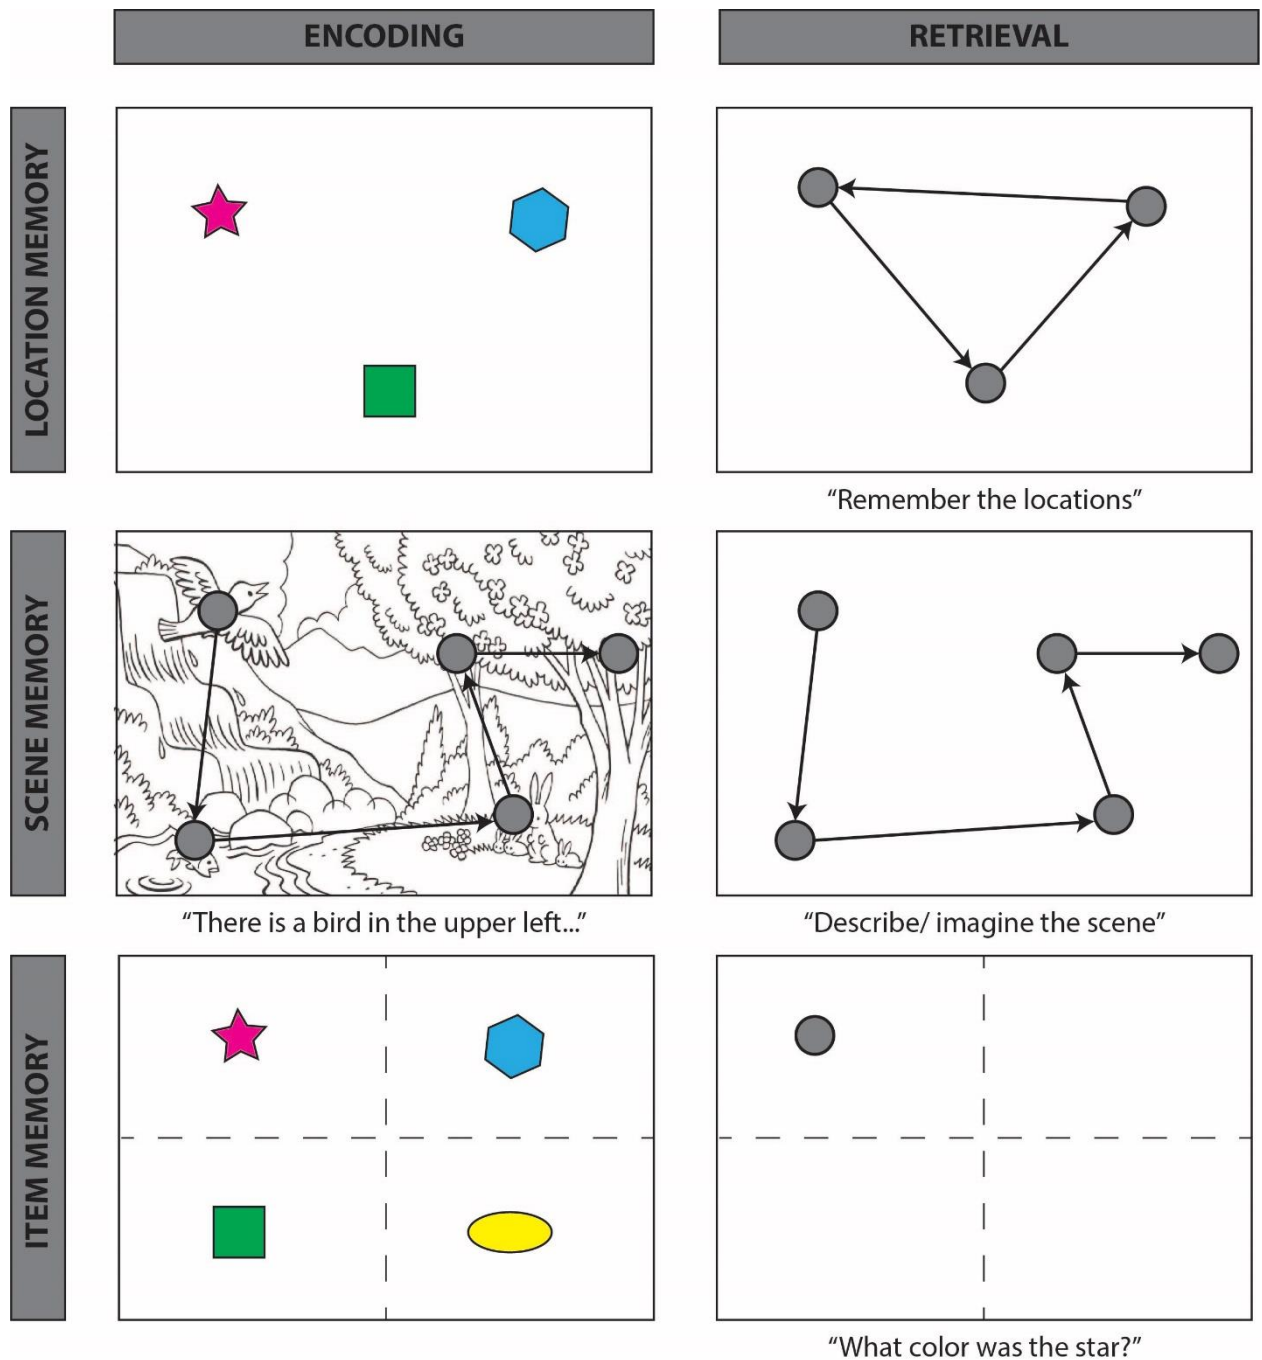 ENCODING
RETRIEVAL
LOCATION MEMORY
“Remember the locations”
SCENE MEMORY
“There is a bird in the upper left...”
“Describe/ imagine the scene”
ITEM MEMORY
“What color was the star?”